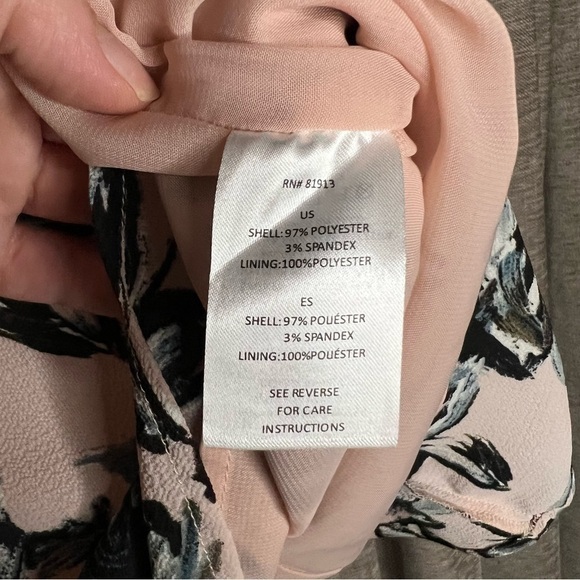 RN# 81913
US
SHELL: 97% POLYESTER
3% SPANDEX
LINING:100%POLYESTER
ES
SHELL: 97% POLIÉSTER
3% SPANDEX
LINING:100%POLIÉSTER
SEE REVERSE
FOR CARE
INSTRUCTIONS